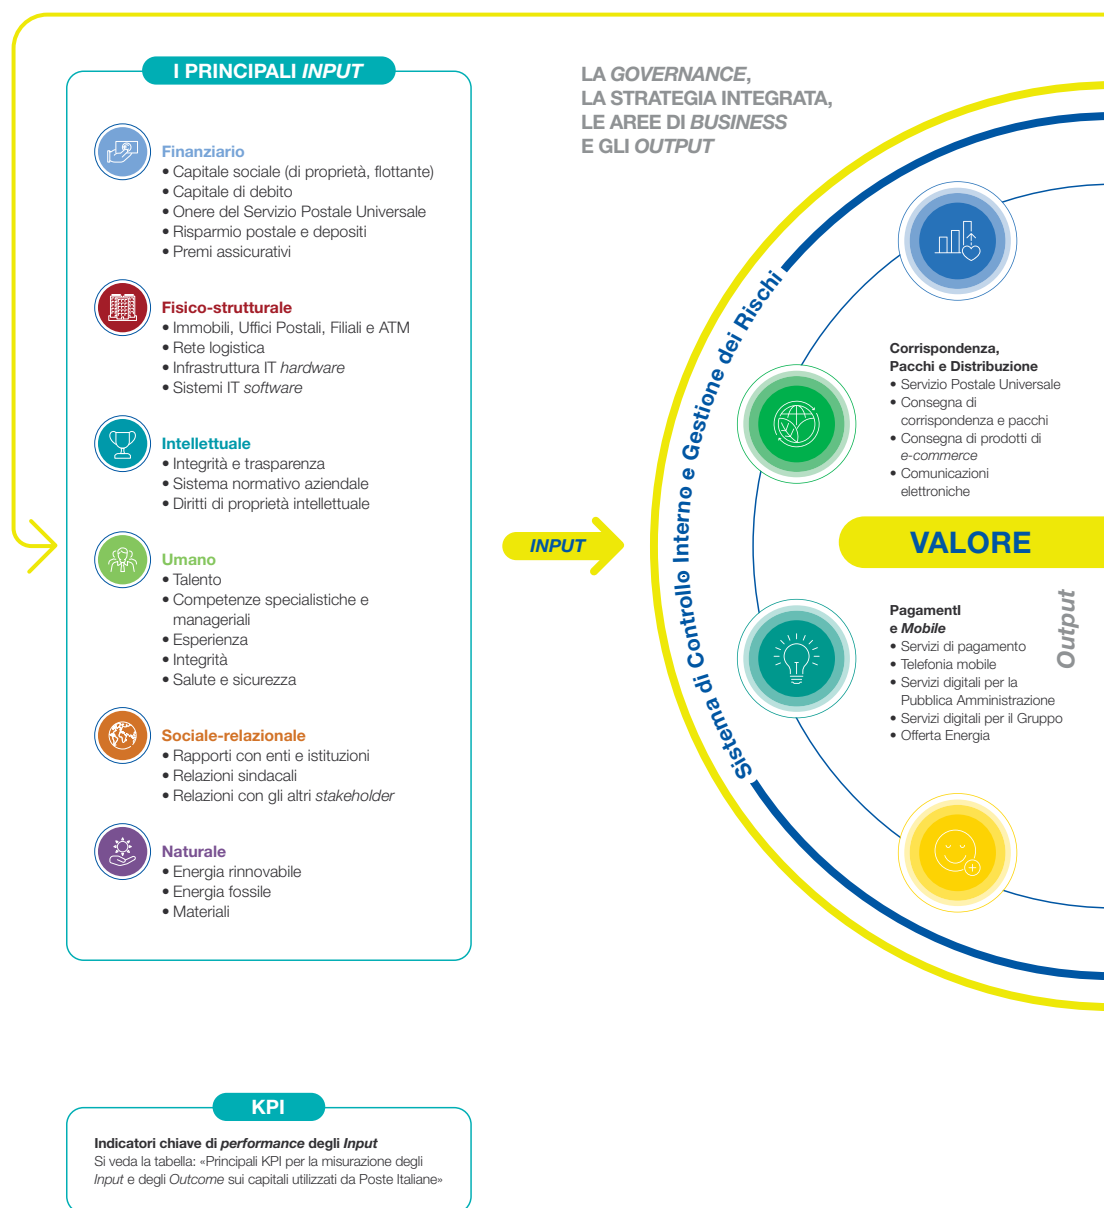 I PRINCIPALI INPUT
Finanziario
• Capitale sociale (di proprietà, flottante)
• Capitale di debito
• Onere del Servizio Postale Universale
• Risparmio postale e depositi
• Premi assicurativi
Fisico-strutturale
• Immobili, Uffici Postali, Filiali e ATM
• Rete logistica
• Infrastruttura IT hardware
• Sistemi IT software
Intellettuale
• Integrità e trasparenza
• Sistema normativo aziendale
• Diritti di proprietà intellettuale
Umano
• Talento
• Competenze specialistiche e
manageriali
• Esperienza
• Integrità
• Salute e sicurezza
Sociale-relazionale
• Rapporti con enti e istituzioni
• Relazioni sindacali
• Relazioni con gli altri stakeholder
Naturale
• Energia rinnovabile
• Energia fossile
• Materiali
INPUT
LA GOVERNANCE,
LA STRATEGIA INTEGRATA,
LE AREE DI BUSINESS
E GLI OUTPUT
Sistema di Controllo Interno e Gestione dei Rischi
Corrispondenza,
Pacchi e Distribuzione
• Servizio Postale Universale
• Consegna di
corrispondenza e pacchi
• Consegna di prodotti di
e-commerce
• Comunicazioni
elettroniche
VALORE
PagamentI
e Mobile
• Servizi di pagamento
• Telefonia mobile
• Servizi digitali per la
Pubblica Amministrazione
• Servizi digitali per il Gruppo
• Offerta Energia
Output
KPI
Indicatori chiave di performance degli Input
Si veda la tabella: «Principali KPI per la misurazione degli
Input e degli Outcome sui capitali utilizzati da Poste Italiane»